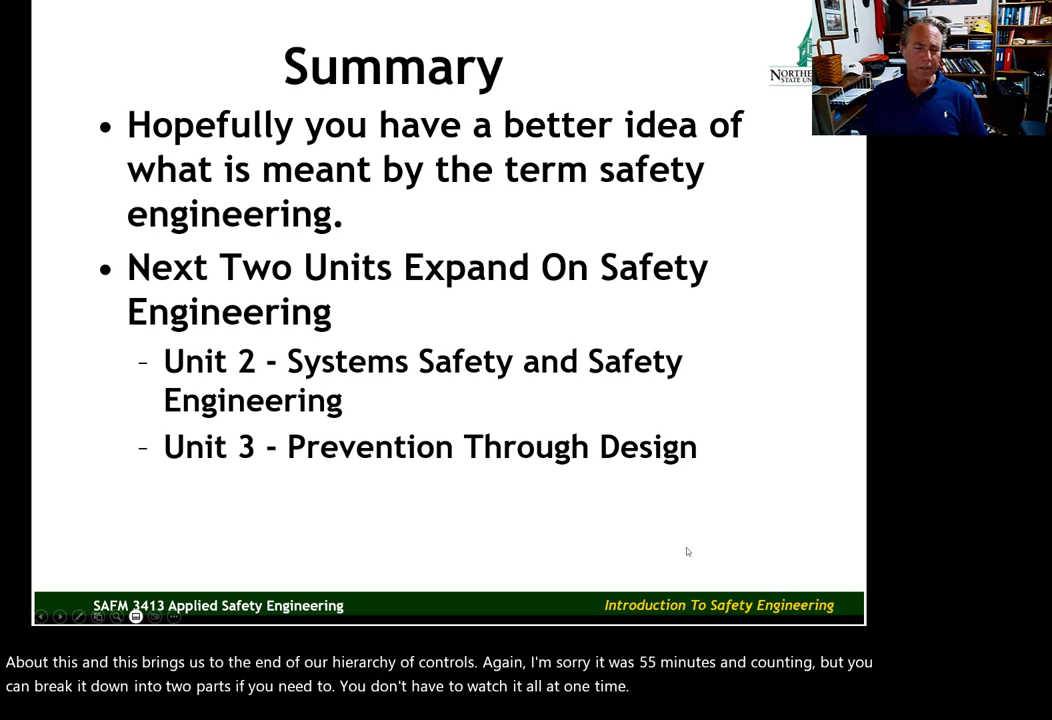 Summary
• Hopefully you have a better idea of
what is meant by the term safety
engineering.
• Next Two Units Expand On Safety
Engineering
- Unit 2 - Systems Safety and Safety
Engineering
- Unit 3 - Prevention Through Design
SAFM 3413 Applied Safety Engineering
Introduction To Safety Engineering
About this and this brings us to the end of our hierarchy of controls. Again, I'm sorry it was 55 minutes and counting, but you
can break it down into two parts if you need to. You don't have to watch it all at one time.